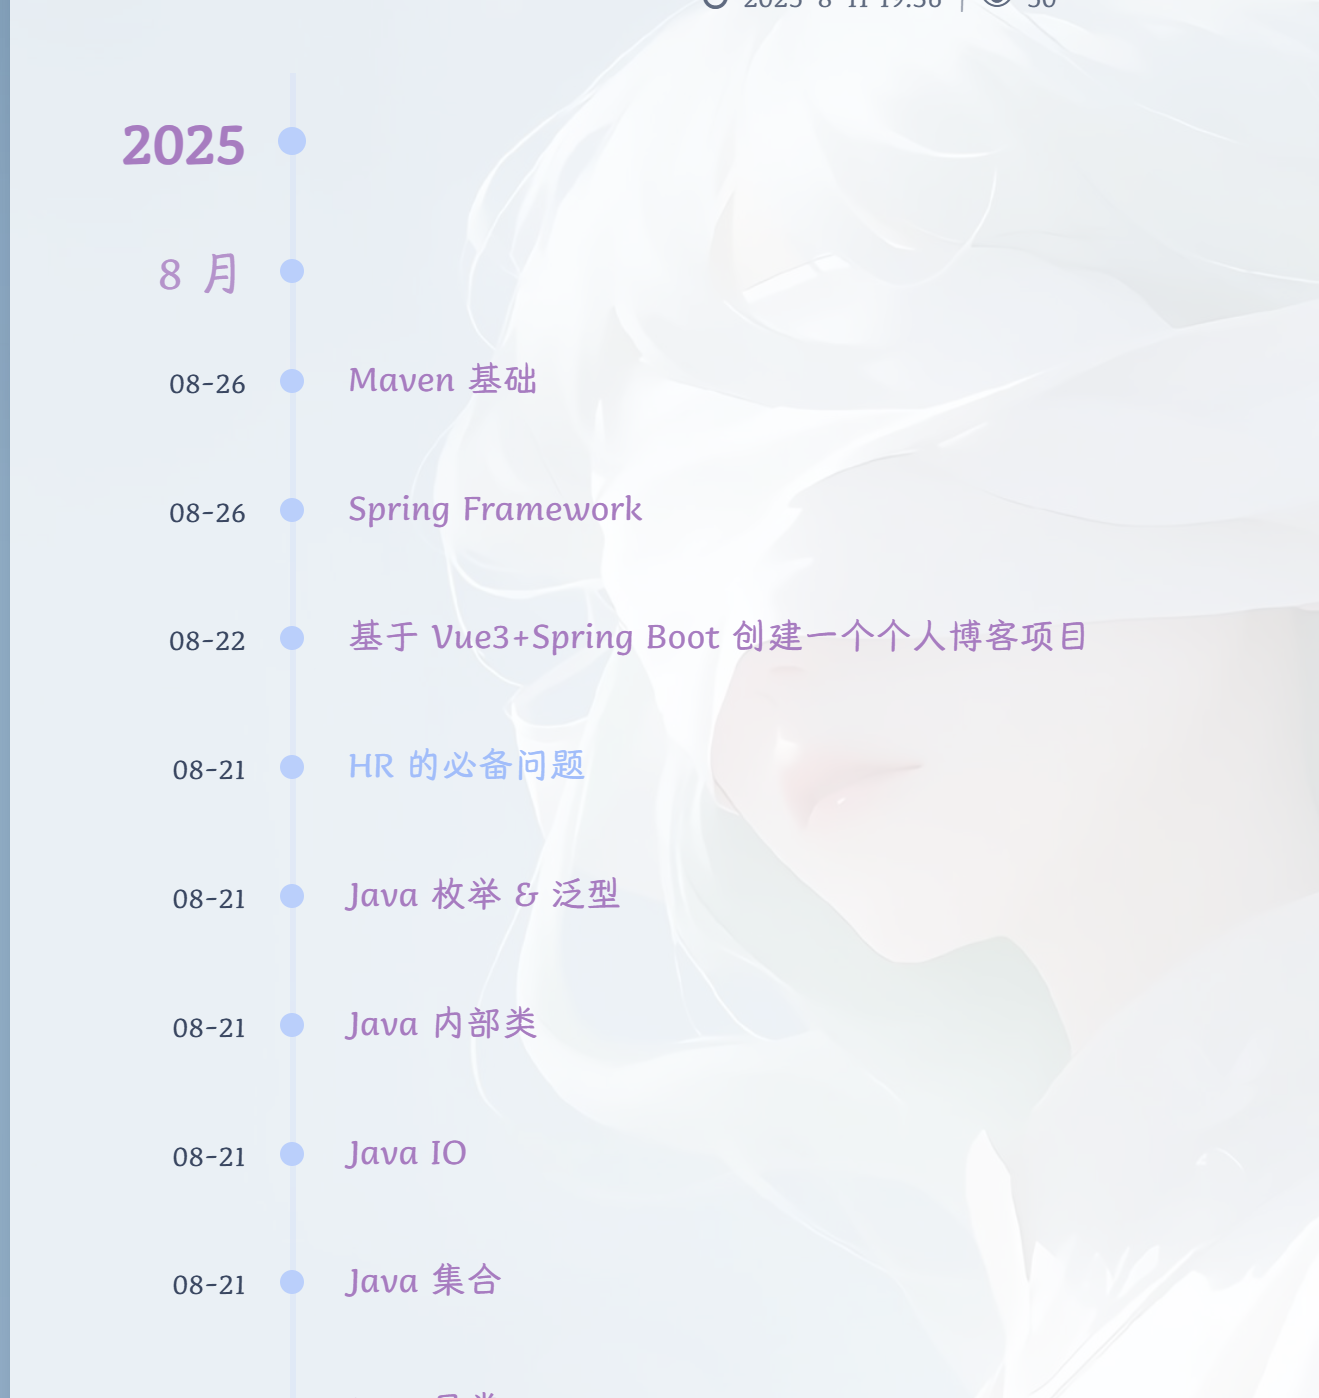 2025
8 月
08-26 Maven 基础
08-26 Spring Framework
08-22 基于 Vue3+Spring Boot 创建一个个人博客项目
08-21 HR 的必备问题
08-21 Java 枚举 & 泛型
08-21 Java 内部类
08-21 Java IO
08-21 Java 集合